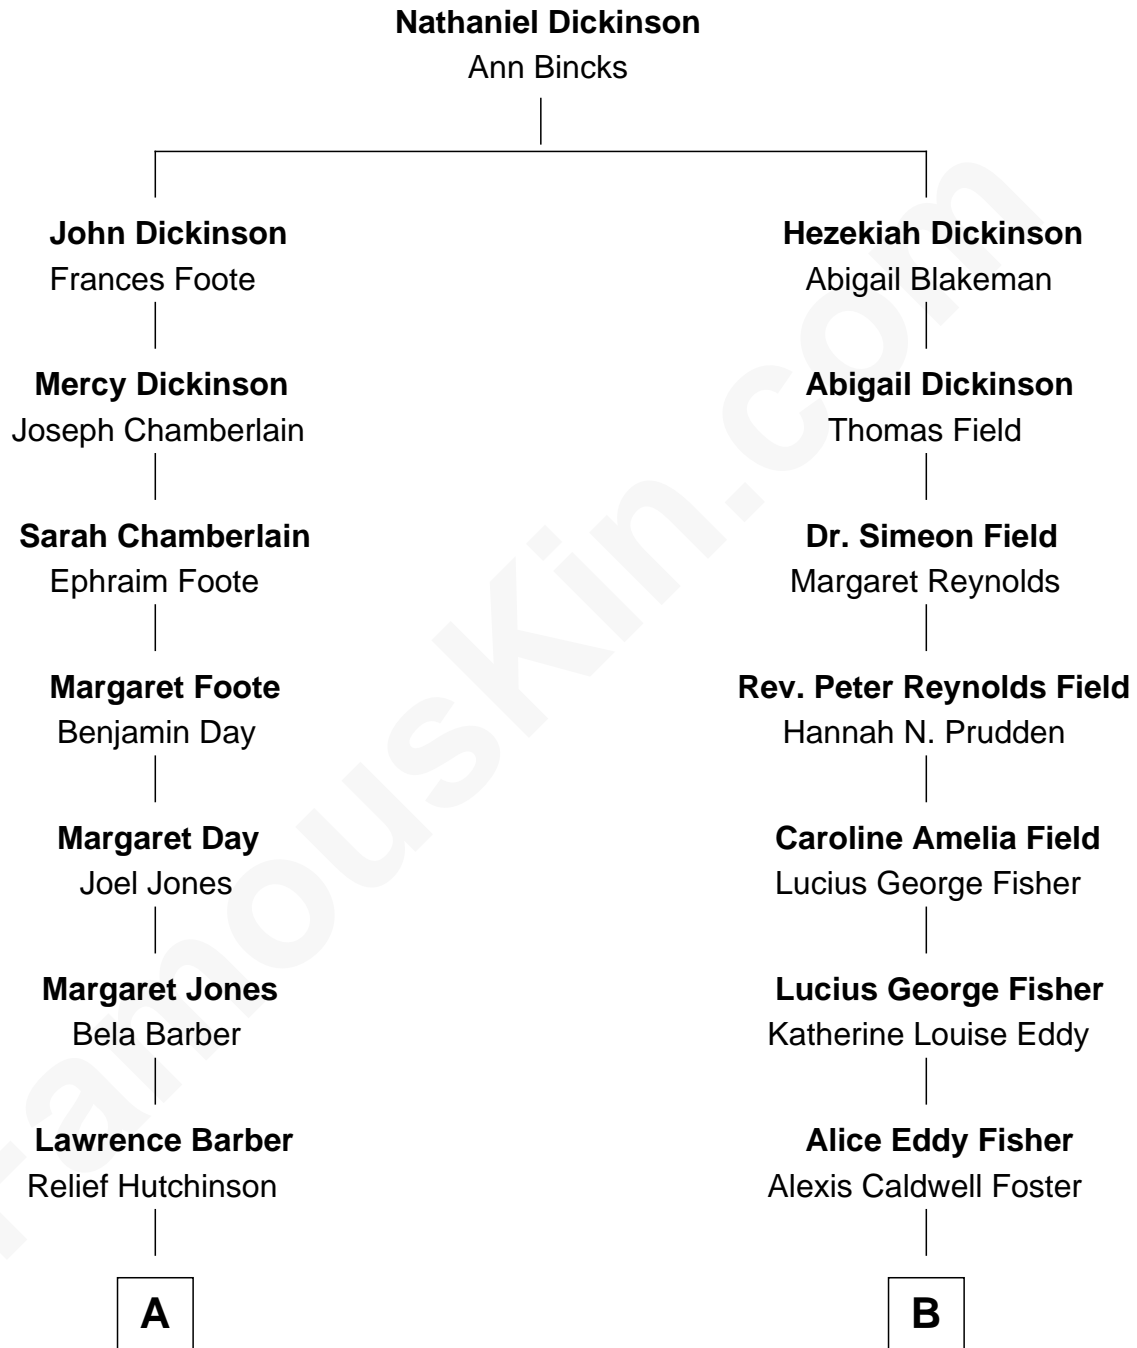 Nathaniel Dickinson
Ann Bincks
John Dickinson
Frances Foote
Hezekiah Dickinson
Abigail Blakeman
Mercy Dickinson
Joseph Chamberlain
Abigail Dickinson
Thomas Field
Sarah Chamberlain
Ephraim Foote
Dr. Simeon Field
Margaret Reynolds
Margaret Foote
Benjamin Day
Rev. Peter Reynolds Field
Hannah N. Prudden
Margaret Day
Joel Jones
Caroline Amelia Field
Lucius George Fisher
Margaret Jones
Bela Barber
Lucius George Fisher
Katherine Louise Eddy
Lawrence Barber
Relief Hutchinson
Alice Eddy Fisher
Alexis Caldwell Foster
A
B
FamousKin.com